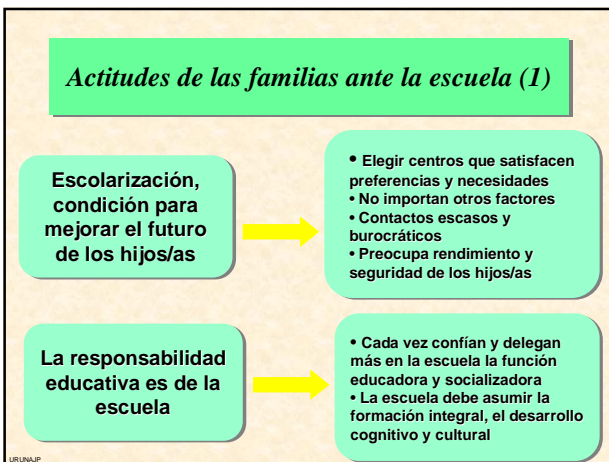 Actitudes de las familias ante la escuela (1)
Escolarización,
condición para
mejorar el futuro
de los hijos/as
• Elegir centros que satisfacen
preferencias y necesidades
• No importan otros factores
• Contactos escasos y
burocráticos
• Preocupa rendimiento y
seguridad de los hijos/as
La responsabilidad
educativa es de la
escuela
• Cada vez confían y delegan
más en la escuela la función
educadora y socializadora
• La escuela debe asumir la
formación integral, el desarrollo
cognitivo y cultural
URUNAJP